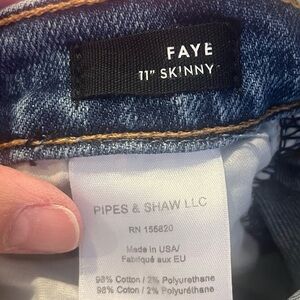 FAYE
11" SKINNY
PIPES & SHAW LLC
RN 155820
Made in USA/
Fabriqué aux EU
98% Cotton / 2% Polyurethane
98% Cotton / 2% Polyuréthane